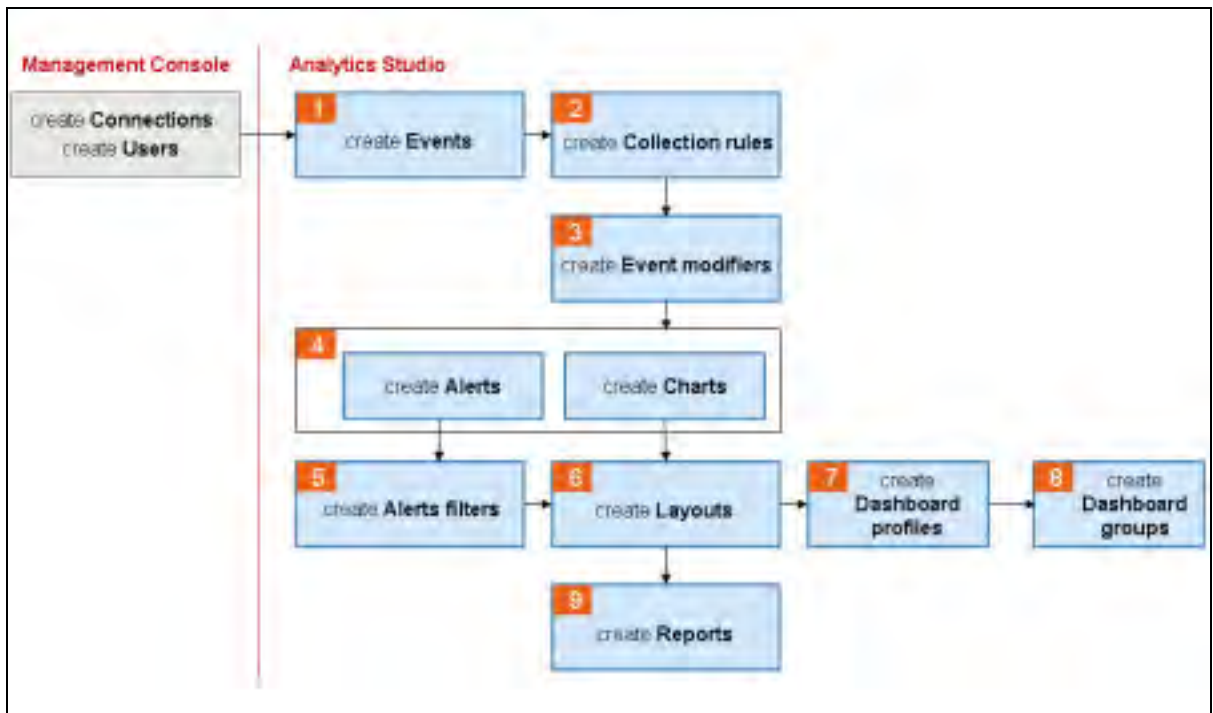 Management Console
Analytics Studio
create Connections
create Users
1
create Events
2
create Collection rules
3
create Event modifiers
4
create Alerts
create Charts
5
create Alerts filters
6
create Layouts
7
create
Dashboard
profiles
8
create
Dashboard
groups
9
create Reports